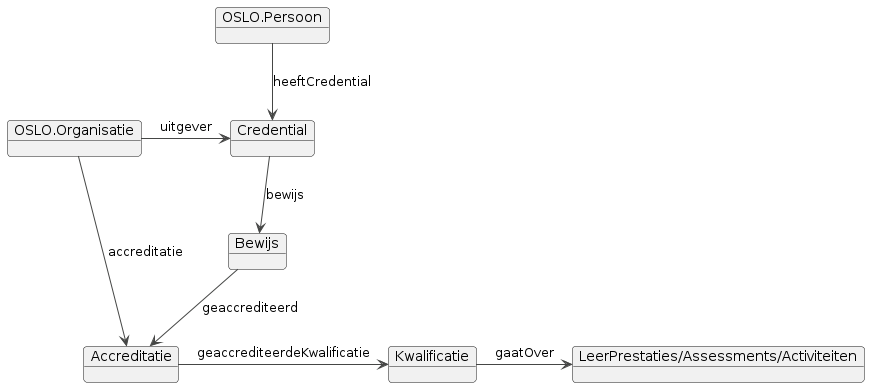 OSLO.Persoon
heeftCredential
OSLO.Organisatie
uitgever
Credential
bewijs
accreditatie
Bewijs
geaccrediteerd
Accreditatie
geaccrediteerdeKwalificatie
Kwalificatie
gaatOver
LeerPrestaties/Assessments/Activiteiten